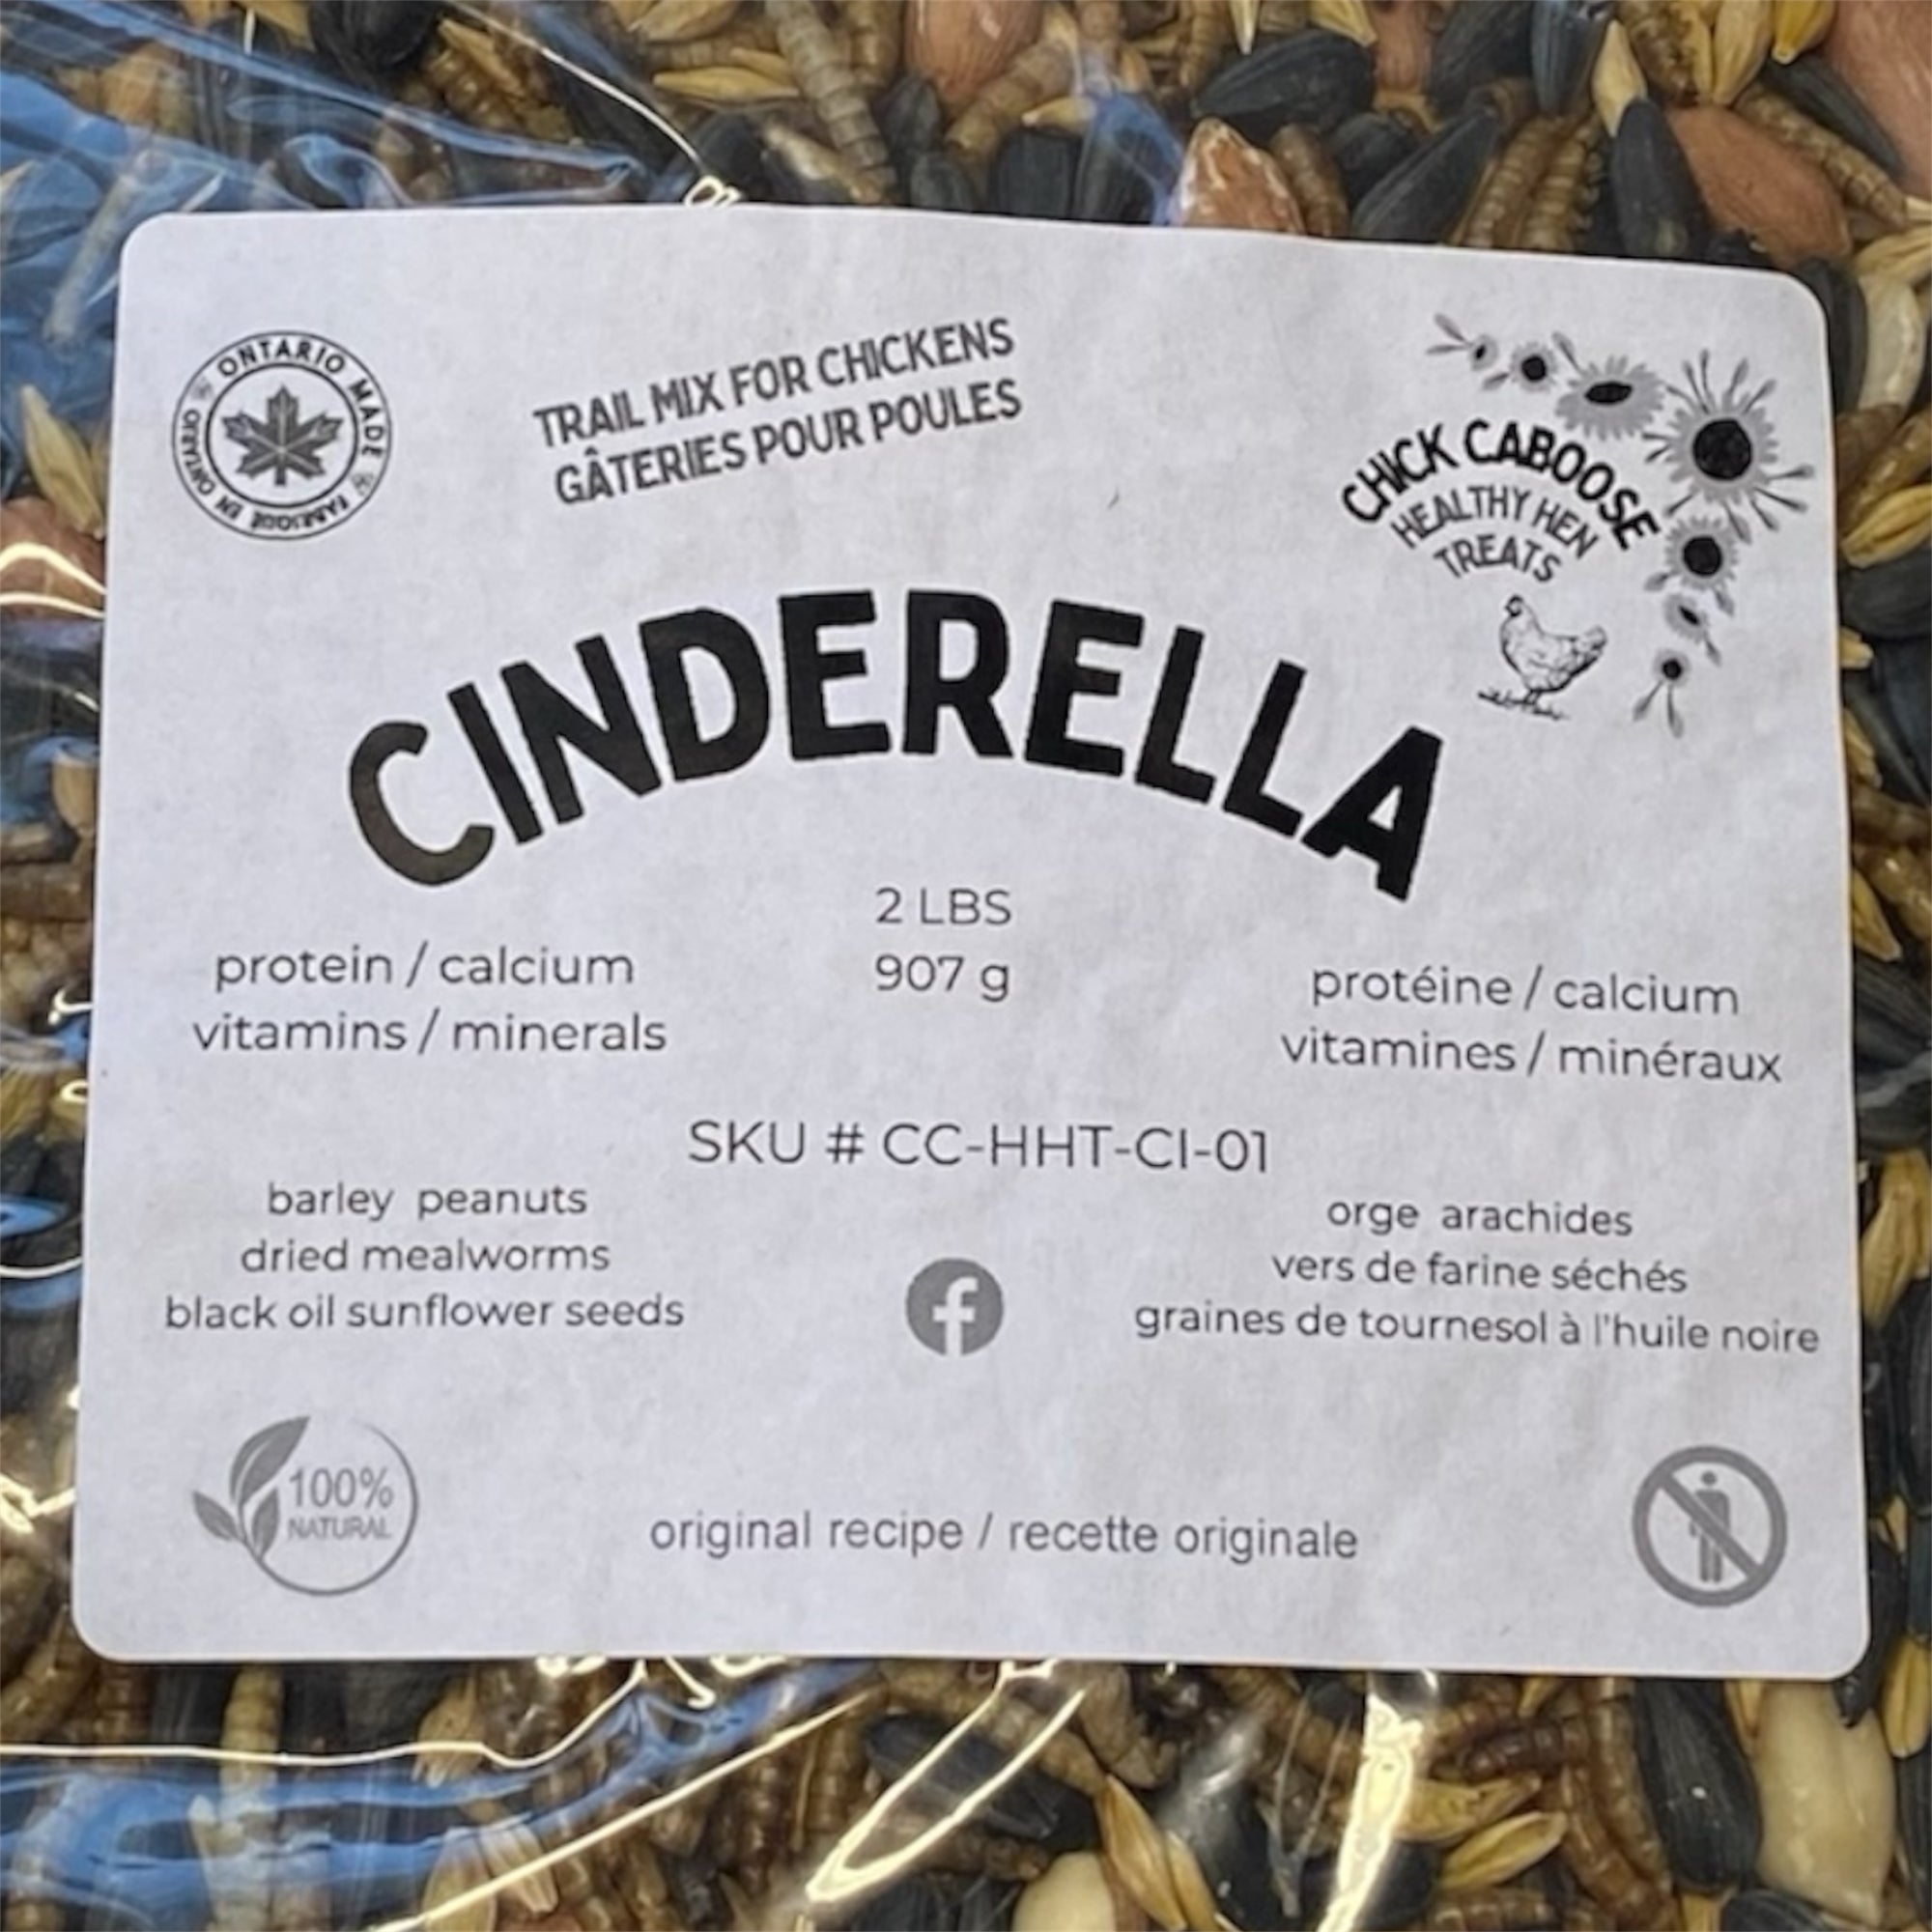 ONTARIO MADE
FABRIQUÉ EN ONTARIO
TRAIL MIX FOR CHICKENS
GÂTERIES POUR POULES
CHICK CABOOSE
HEALTHY HEN
TREATS
CINDERELLA
2 LBS
907 g
protein / calcium
vitamins / minerals
protéine / calcium
vitamines / minéraux
SKU # CC-HHT-CI-01
barley peanuts
dried mealworms
black oil sunflower seeds
orge arachides
vers de farine séchés
graines de tournesol à l'huile noire
100%
NATURAL
original recipe / recette originale